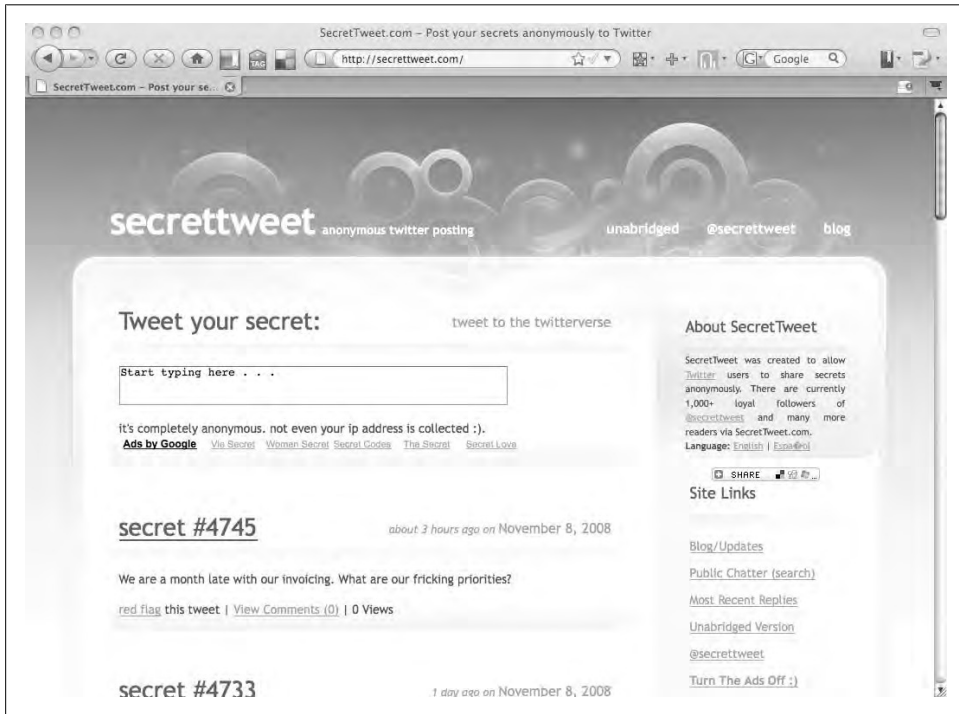 SecretTweet.com – Post your secrets anonymously to Twitter
TAG
http://secrettweet.com/
G
Google
SecretTweet.com – Post your se...
secrettweet anonymous twitter posting
unabridged @secrettweet blog
Tweet your secret:
tweet to the twitterverse
Start typing here . . .
it's completely anonymous. not even your ip address is collected :).
Ads by Google Via Secret Women Secret Secret Codes The Secret Secret Love
secret #4745
about 3 hours ago on November 8, 2008
We are a month late with our invoicing. What are our fricking priorities?
red flag this tweet | View Comments (0) | 0 Views
secret #4733
1 day ago on November 8, 2008
About SecretTweet
SecretTweet was created to allow
Twitter users to share secrets
anonymously. There are currently
1,000+ loyal followers of
@secrettweet and many more
readers via SecretTweet.com.
Language: English | Espa�ol
SHARE
Site Links
Blog/Updates
Public Chatter (search)
Most Recent Replies
Unabridged Version
@secrettweet
Turn The Ads Off :)